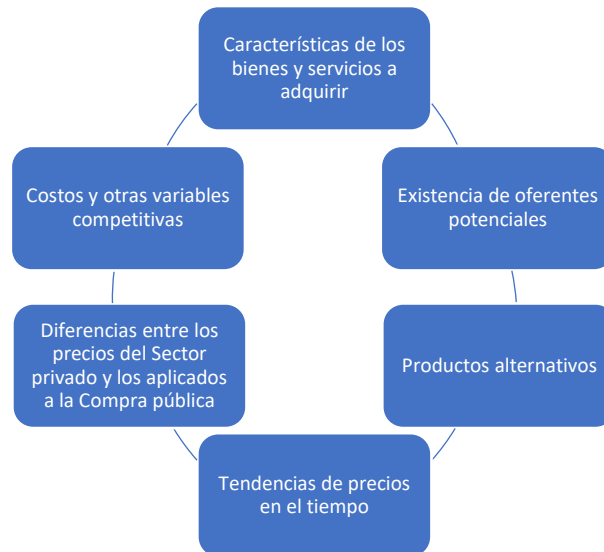 Características de los
bienes y servicios a
adquirir
Existencia de oferentes
potenciales
Productos alternativos
Tendencias de precios
en el tiempo
Diferencias entre los
precios del Sector
privado y los aplicados
a la Compra pública
Costos y otras variables
competitivas